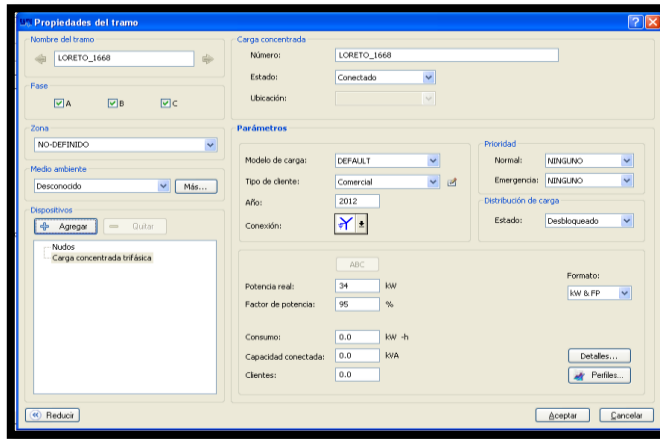 Propiedades del tramo
Nombre del tramo
LORETO_1668
Fase
A B C
Zona
NO-DEFINIDO
Medio ambiente
Desconocido Más...
Dispositivos
Agregar Quitar
Nudos
Carga concentrada trifásica
Reducir
Carga concentrada
Número: LORETO_1668
Estado: Conectado
Ubicación:
Parámetros
Modelo de carga: DEFAULT
Tipo de cliente: Comercial
Año: 2012
Conexión:
Prioridad
Normal: NINGUNO
Emergencia: NINGUNO
Distribución de carga
Estado: Desbloqueado
ABC
Potencia real: 34 kW
Factor de potencia: 95 %
Consumo: 0.0 kW -h
Capacidad conectada: 0.0 kVA
Clientes: 0.0
Formato:
kW & FP
Detalles...
Perfiles...
Aceptar Cancelar